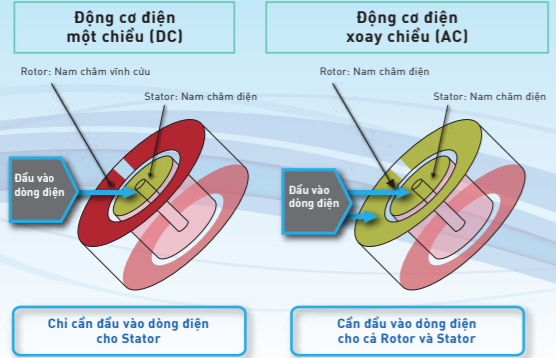 Động cơ điện
một chiều (DC)
Rotor: Nam châm vĩnh cửu
Stator: Nam châm điện
Đầu vào
dòng điện
Chỉ cần đầu vào dòng điện
cho Stator
Động cơ điện
xoay chiều (AC)
Rotor: Nam châm điện
Stator: Nam châm điện
Đầu vào
dòng điện
Cần đầu vào dòng điện
cho cả Rotor và Stator